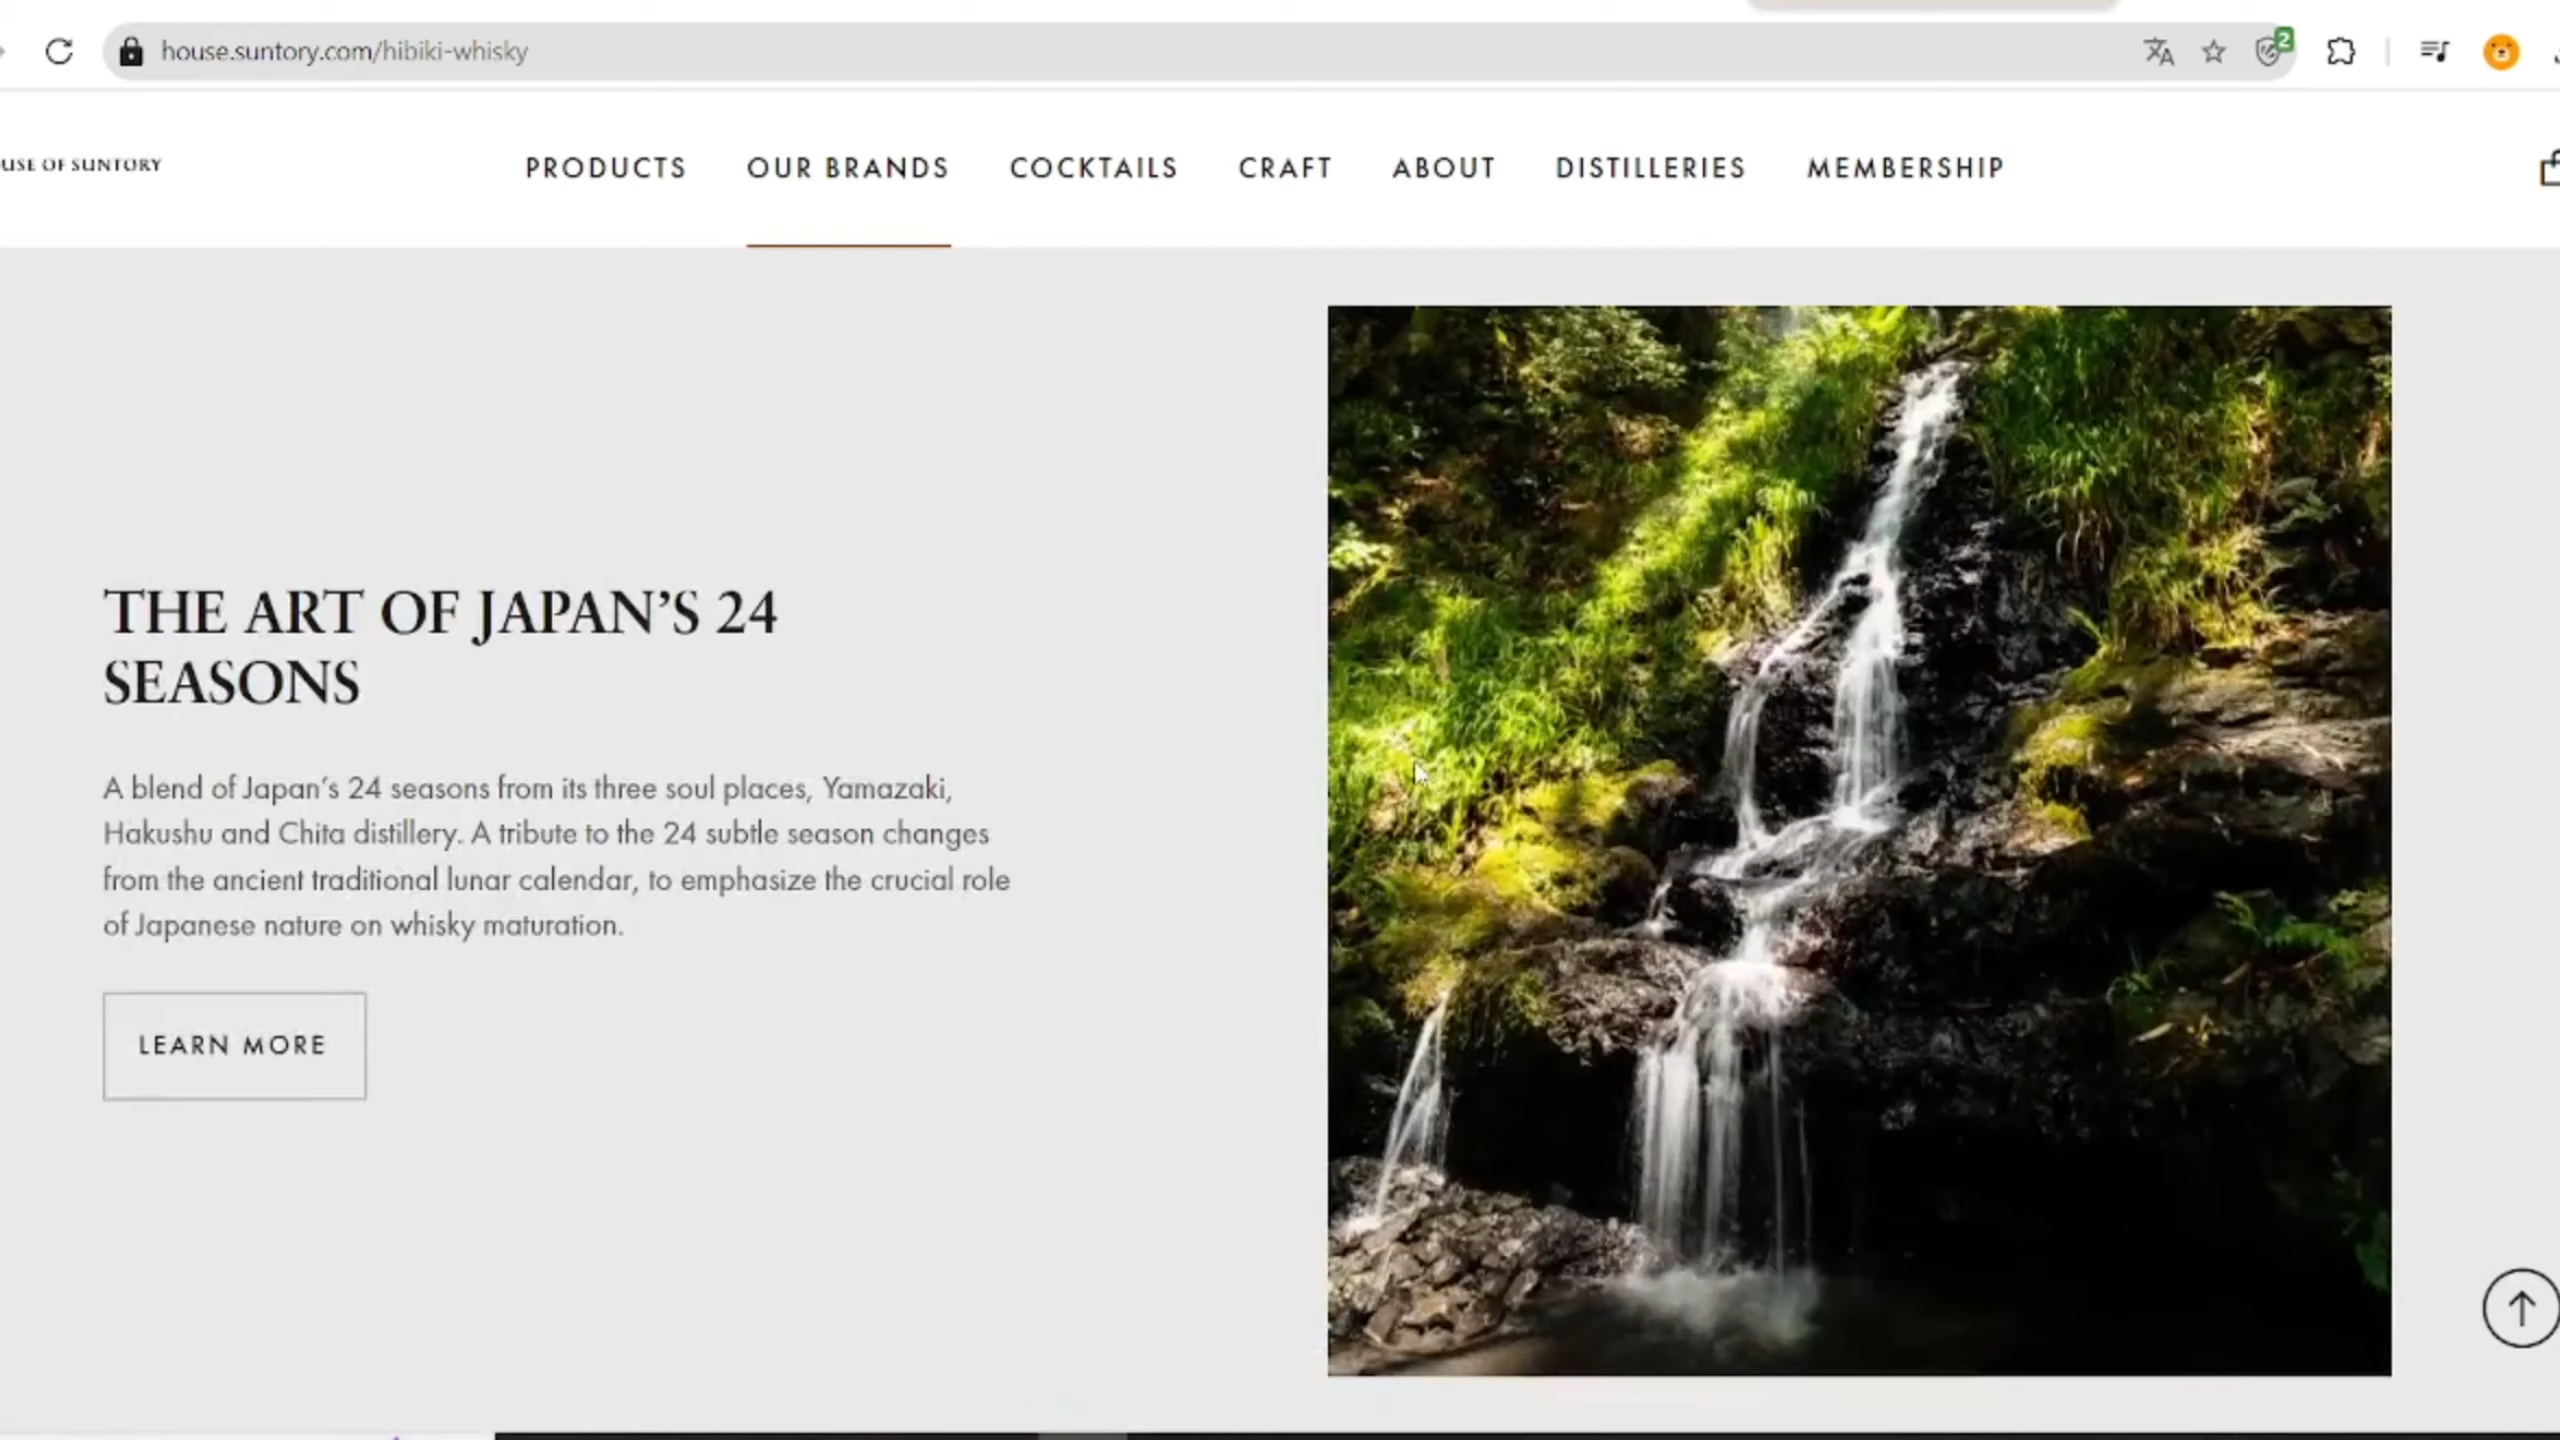 house.suntory.com/hibiki-whisky
2
USE OF SUNTORY
PRODUCTS OUR BRANDS COCKTAILS CRAFT ABOUT DISTILLERIES MEMBERSHIP
THE ART OF JAPAN’S 24
SEASONS
A blend of Japan’s 24 seasons from its three soul places, Yamazaki,
Hakushu and Chita distillery. A tribute to the 24 subtle season changes
from the ancient traditional lunar calendar, to emphasize the crucial role
of Japanese nature on whisky maturation.
LEARN MORE